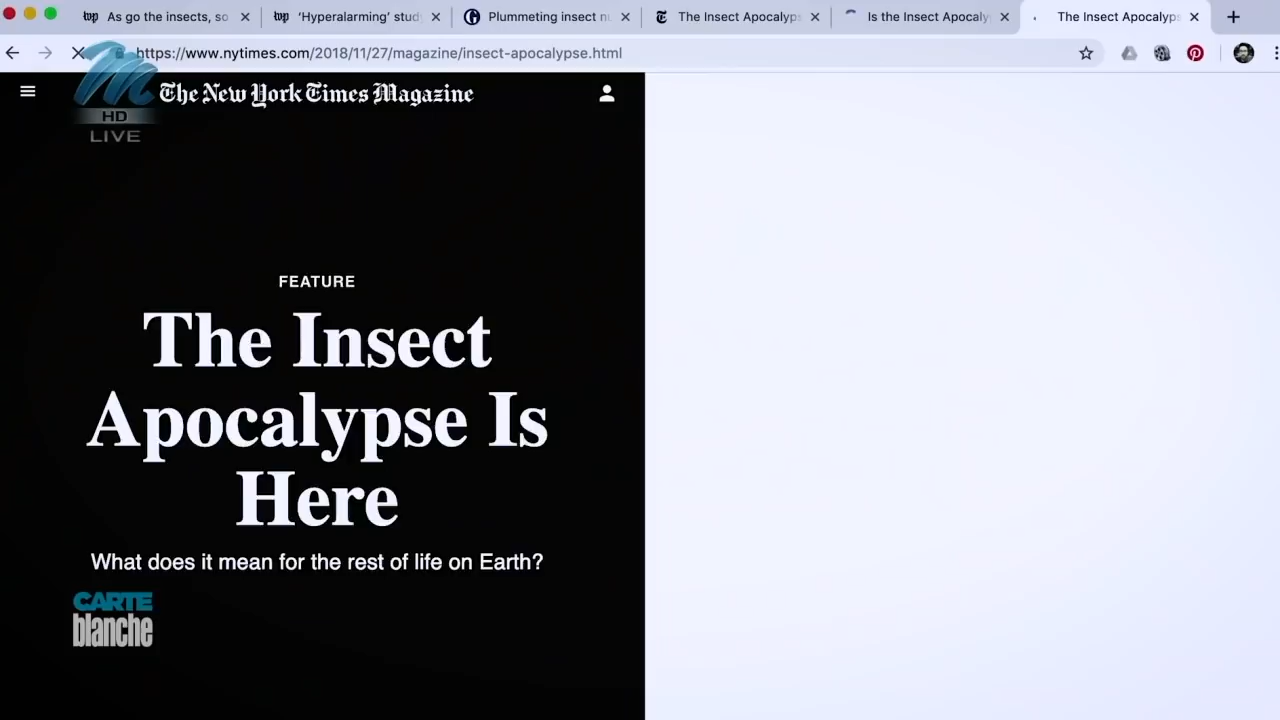 As go the insects, so
'Hyperalarming' stud
Plummeting insect nu
The Insect Apocalyps
Is the Insect Apocaly
The Insect Apocalyps
https://www.nytimes.com/2018/11/27/magazine/insect-apocalypse.html
The New York Times Magazine
HD
LIVE
FEATURE
The Insect
Apocalypse Is
Here
What does it mean for the rest of life on Earth?
CARTE
blanche